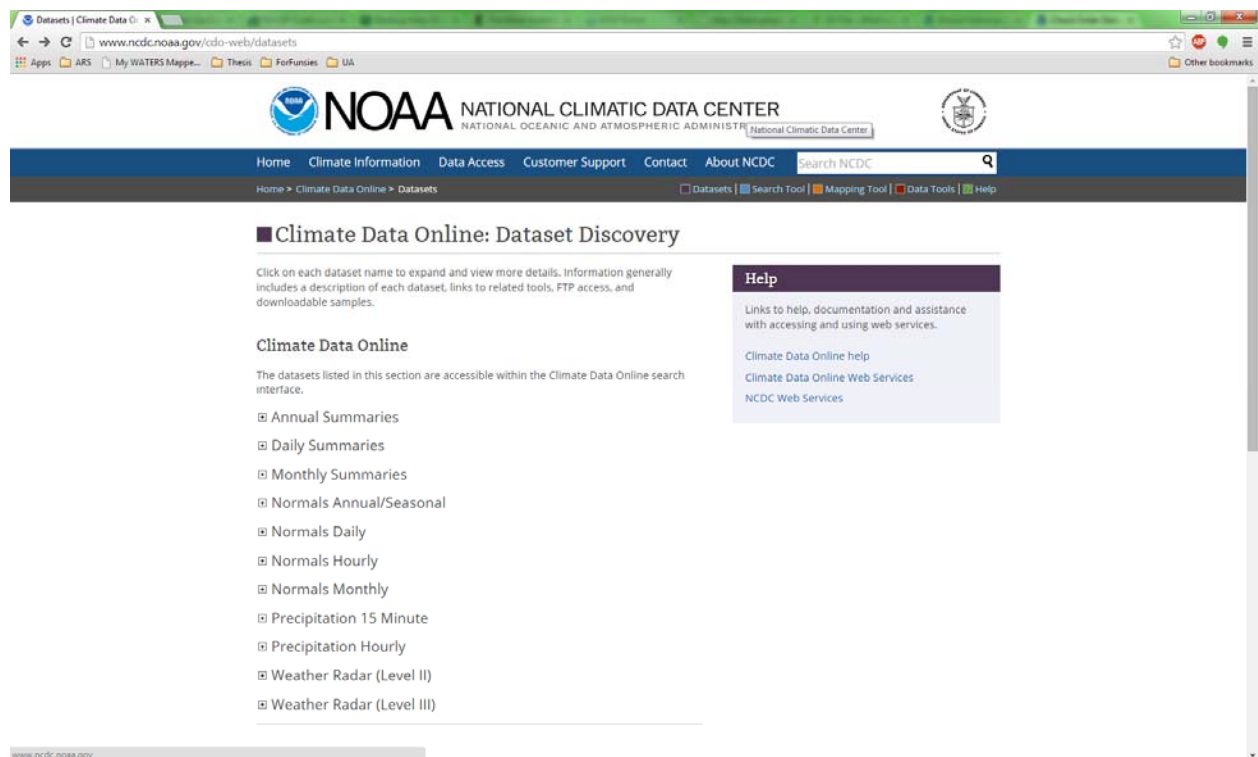 Datasets | Climate Data O
www.ncdc.noaa.gov/cdo-web/datasets
Apps ARS My WATERS Mappe... Thesis ForFunsies UA Other bookmarks
NOAA NATIONAL CLIMATIC DATA CENTER
NATIONAL OCEANIC AND ATMOSPHERIC ADMINISTR
National Climatic Data Center
Home Climate Information Data Access Customer Support Contact About NCDC Search NCDC
Home > Climate Data Online > Datasets Datasets | Search Tool | Mapping Tool | Data Tools | Help
Climate Data Online: Dataset Discovery
Click on each dataset name to expand and view more details. Information generally
includes a description of each dataset, links to related tools, FTP access, and
downloadable samples.
Climate Data Online
The datasets listed in this section are accessible within the Climate Data Online search
interface.
Annual Summaries
Daily Summaries
Monthly Summaries
Normals Annual/Seasonal
Normals Daily
Normals Hourly
Normals Monthly
Precipitation 15 Minute
Precipitation Hourly
Weather Radar (Level II)
Weather Radar (Level III)
Help
Links to help, documentation and assistance
with accessing and using web services.
Climate Data Online help
Climate Data Online Web Services
NCDC Web Services
www.ncdc.noaa.gov